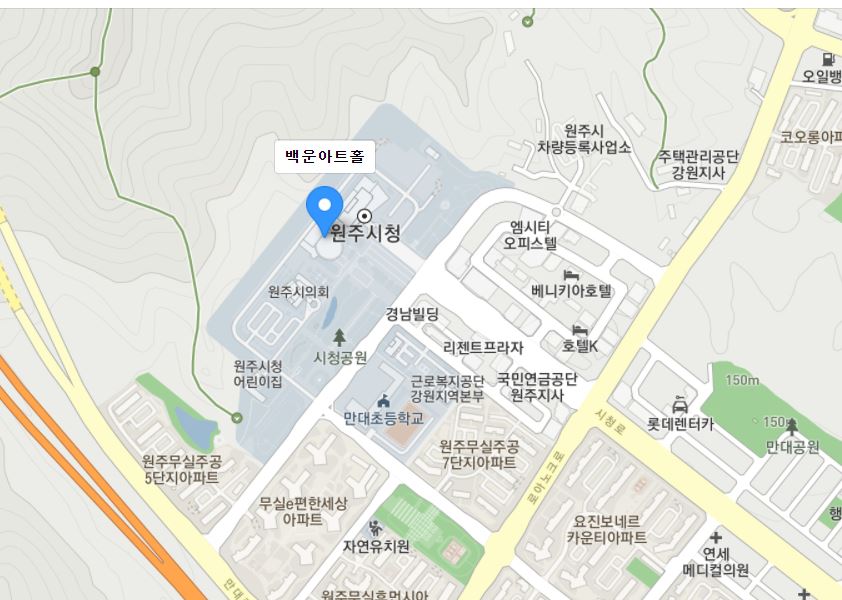 오일뱅
코오롱아파
원주시
차량등록사업소
주택관리공단
강원지사
백운아트홀
원주시청
엠시티
오피스텔
베니키아호텔
원주시의회
경남빌딩
호텔K
리젠트프라자
시청공원
원주시청
어린이집
근로복지공단
강원지역본부
국민연금공단
원주지사
150m
만대초등학교
시청로
롯데렌터카
150m
만대공원
원주무실주공
5단지아파트
원주무실주공
7단지아파트
로아노크로
무실e편한세상
아파트
요진보네르
카운티아파트
행
자연유치원
연세
메디컬의원
만대
원주무실휴먼시아